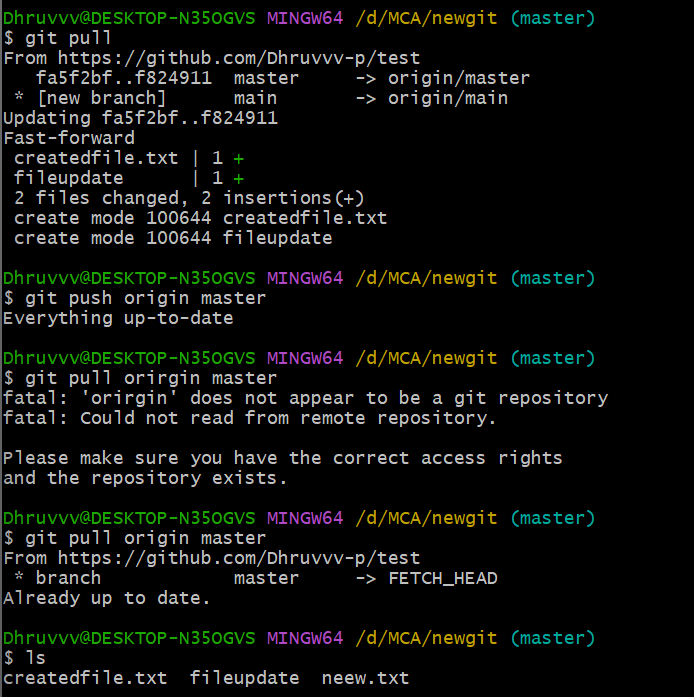 Dhruvvv@DESKTOP-N35OGVS MINGW64 /d/MCA/newgit (master)
$ git pull
From https://github.com/Dhruvvv-p/test
   fa5f2bf..f824911  master     -> origin/master
 * [new branch]      main       -> origin/main
Updating fa5f2bf..f824911
Fast-forward
 createdfile.txt | 1 +
 fileupdate      | 1 +
 2 files changed, 2 insertions(+)
 create mode 100644 createdfile.txt
 create mode 100644 fileupdate

Dhruvvv@DESKTOP-N35OGVS MINGW64 /d/MCA/newgit (master)
$ git push origin master
Everything up-to-date

Dhruvvv@DESKTOP-N35OGVS MINGW64 /d/MCA/newgit (master)
$ git pull orirgin master
fatal: 'orirgin' does not appear to be a git repository
fatal: Could not read from remote repository.

Please make sure you have the correct access rights
and the repository exists.

Dhruvvv@DESKTOP-N35OGVS MINGW64 /d/MCA/newgit (master)
$ git pull origin master
From https://github.com/Dhruvvv-p/test
 * branch            master     -> FETCH_HEAD
Already up to date.

Dhruvvv@DESKTOP-N35OGVS MINGW64 /d/MCA/newgit (master)
$ ls
createdfile.txt  fileupdate  neew.txt